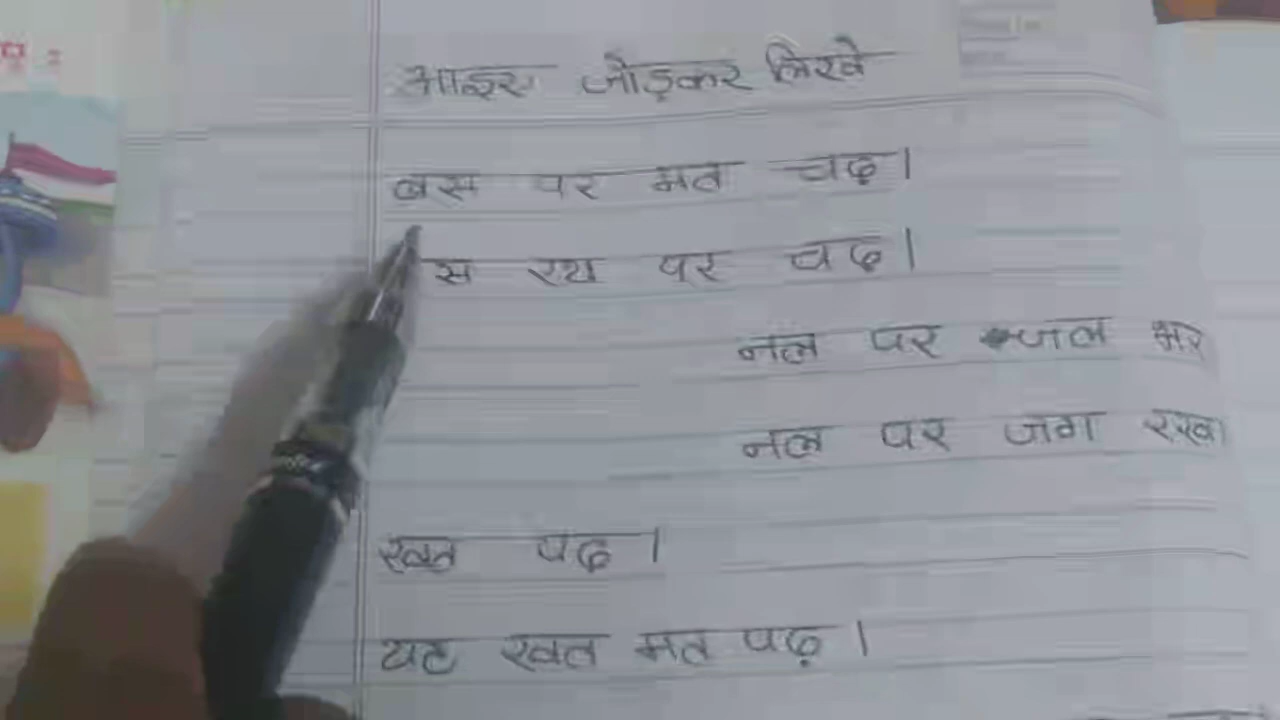 आइए जोड़कर लिखे
बस पर मत चढ़।
स रथ पर चढ़।
नल पर जल भर
नल पर जग रख।
खत पढ़।
यह खत मत पढ़।